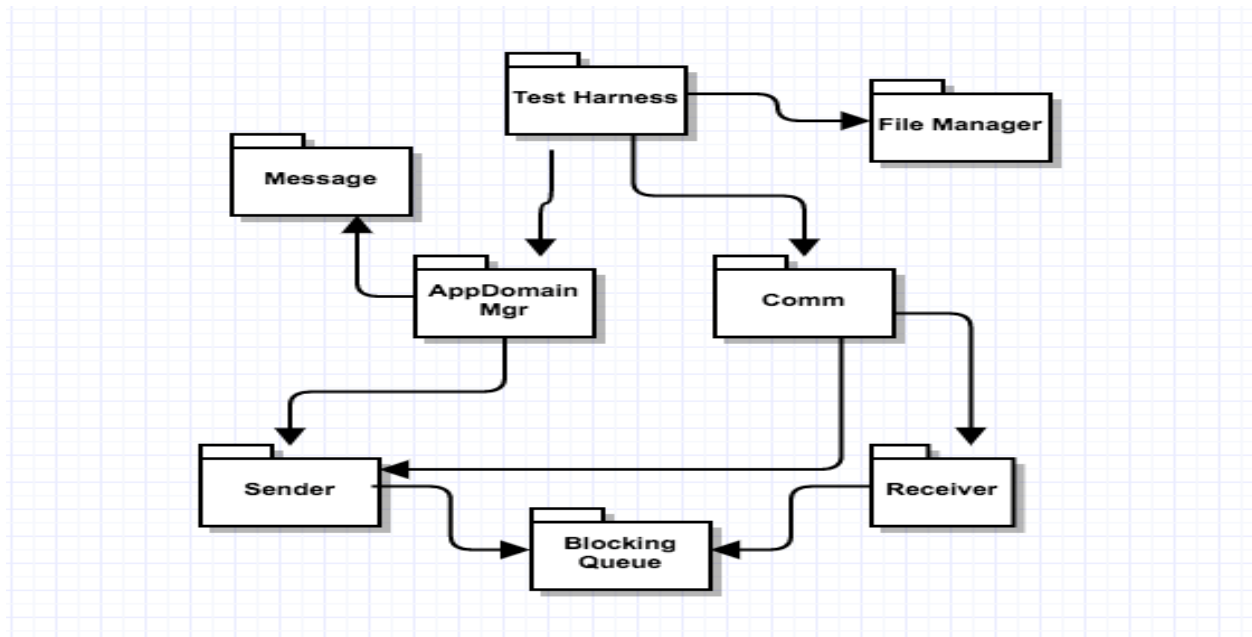 Test Harness
File Manager
Message
AppDomain
Mgr
Comm
Sender
Receiver
Blocking
Queue